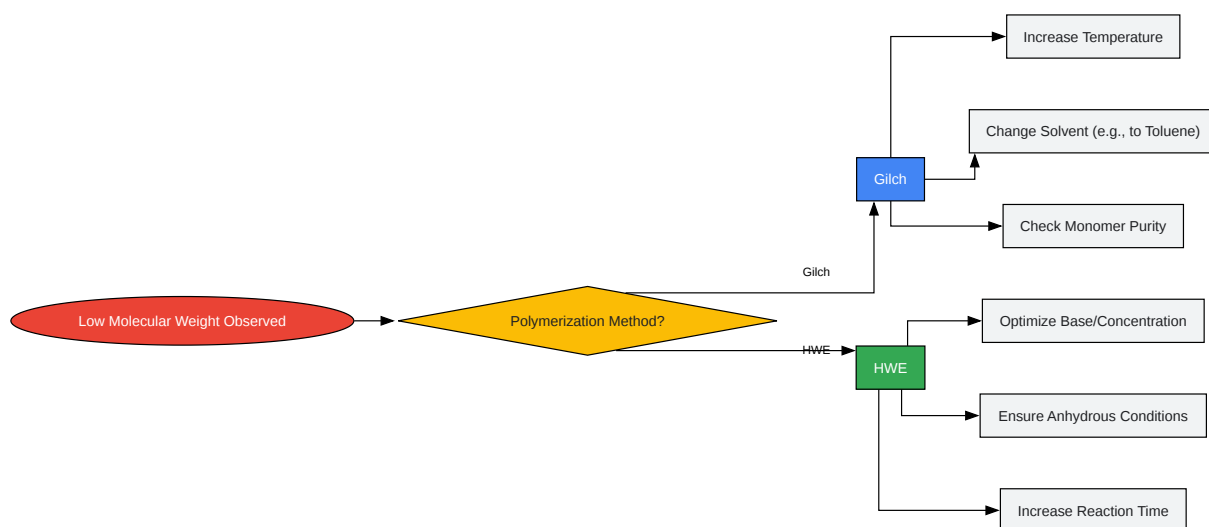 Low Molecular Weight Observed
Polymerization Method?
Gilch
HWE
Gilch
Increase Temperature
Change Solvent (e.g., to Toluene)
Check Monomer Purity
HWE
Optimize Base/Concentration
Ensure Anhydrous Conditions
Increase Reaction Time